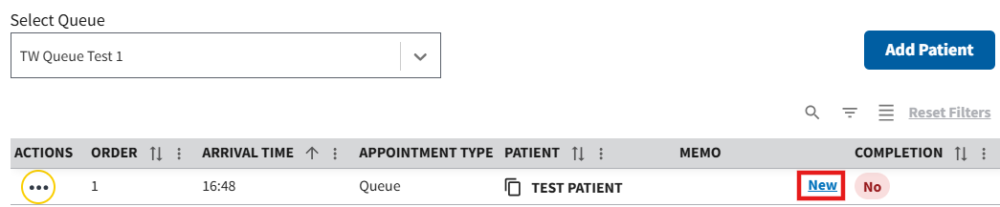 Select Queue
TW Queue Test 1
Add Patient
Reset Filters
ACTIONS ORDER ARRIVAL TIME APPOINTMENT TYPE PATIENT MEMO COMPLETION
1 16:48 Queue TEST PATIENT New No